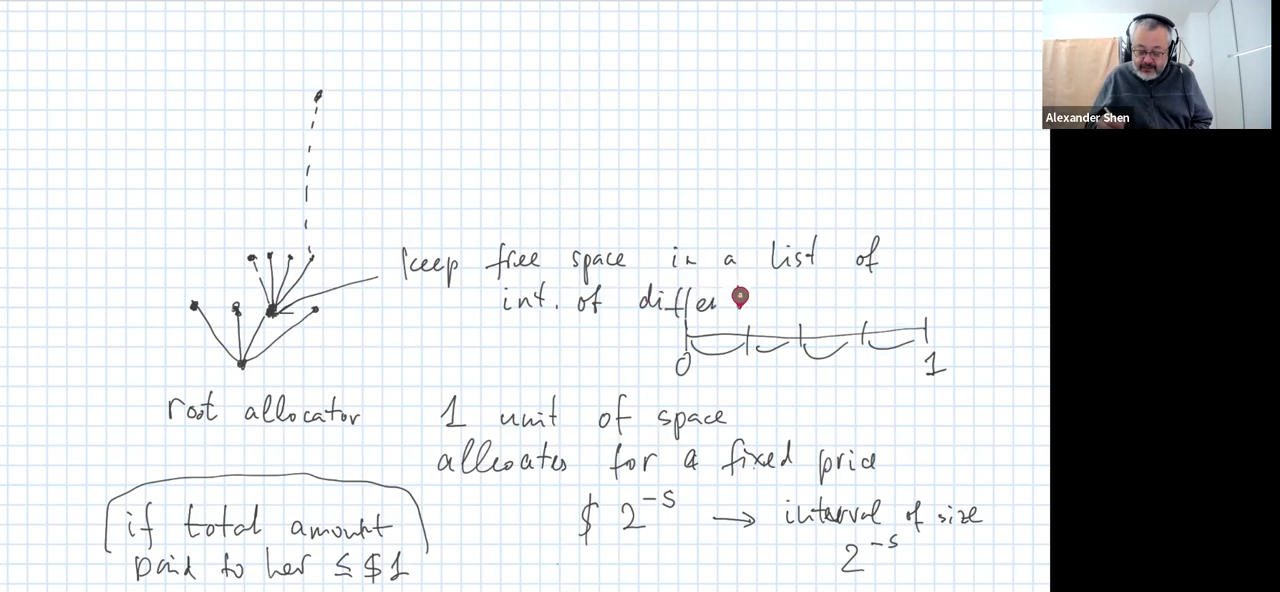 Alexander Shen
keep free space in a list of
int. of differ
0 1
root allocator
1 unit of space
allocates for a fixed price
$ 2^-s → interval of size
2^-s
if total amount
paid to her ≤ $1